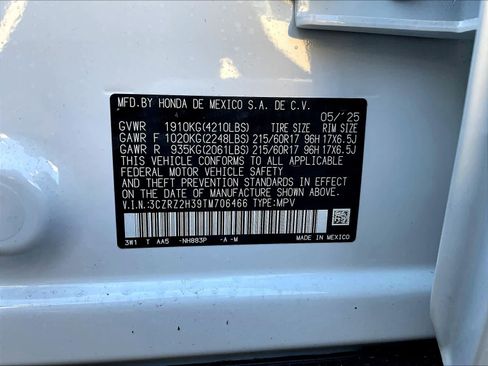 MFD.BY HONDA DE MEXICO S.A. DE C.V.
05/'25
GVWR 1910KG(4210LBS) TIRE SIZE RIM SIZE
GAWR F 1020KG(2248LBS) 215/60R17 96H 17X6.5J
GAWR R 935KG(2061LBS) 215/60R17 96H 17X6.5J
THIS VEHICLE CONFORMS TO ALL APPLICABLE
FEDERAL MOTOR VEHICLE SAFETY
AND THEFT PREVENTION STANDARDS IN EFFECT
ON THE DATE OF MANUFACTURE SHOWN ABOVE.
V.I.N.:3CZRZ2H39TM706466 TYPE:MPV
3W1 T AA5 -NH883P -A -M MADE IN MEXICO